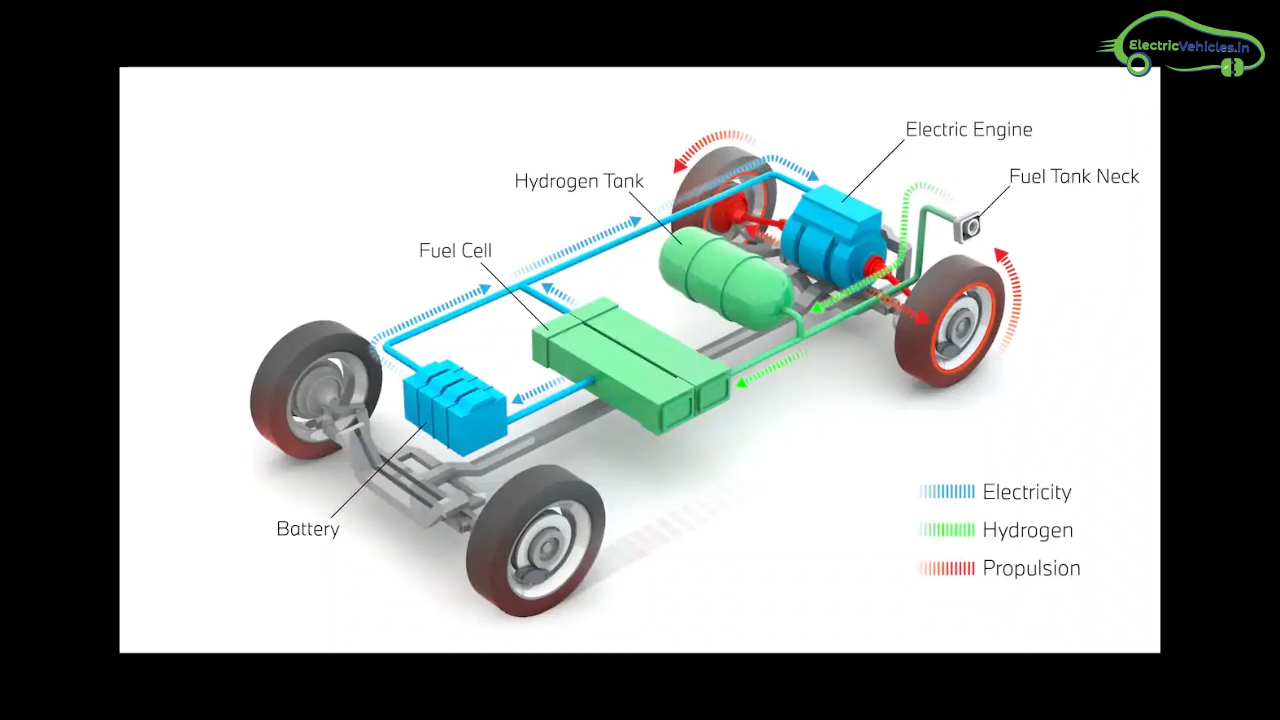 ElectricVehicles.in
Electric Engine
Fuel Tank Neck
Hydrogen Tank
Fuel Cell
Battery
Electricity
Hydrogen
Propulsion